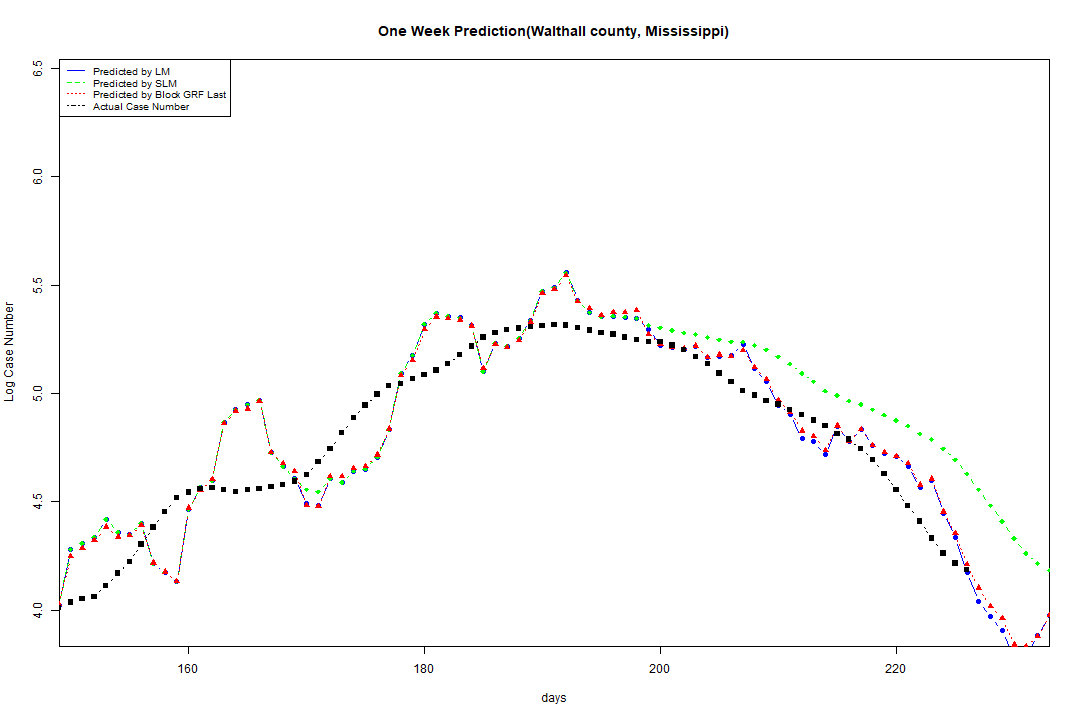 One Week Prediction(Walthall county, Mississippi)
Predicted by LM
Predicted by SLM
Predicted by Block GRF Last
Actual Case Number
Log Case Number
6.5
6.0
5.5
5.0
4.5
4.0
160
180
200
220
days